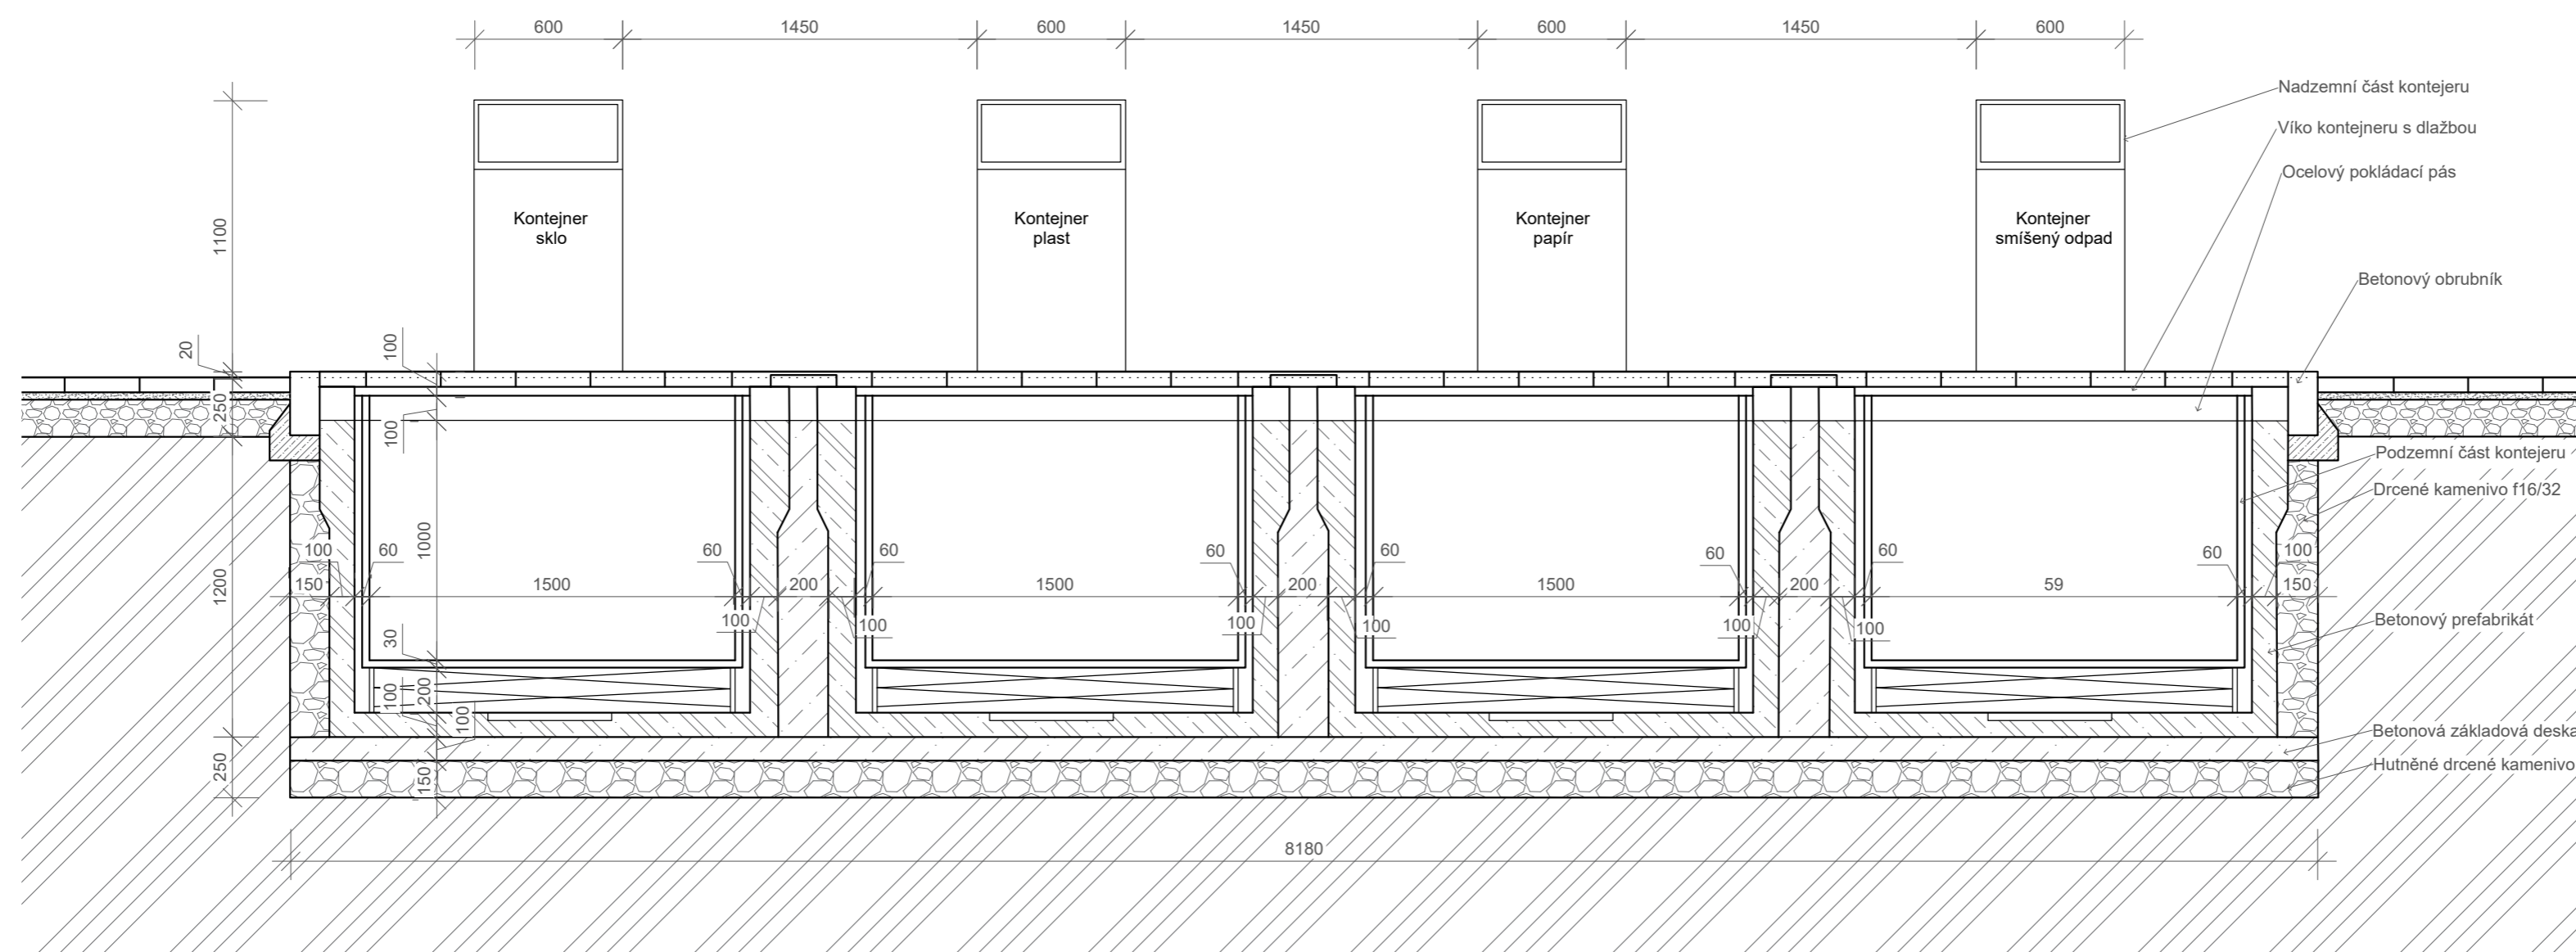 600 1450 600 1450 600 1450 600
Nadzemní část kontejeru
Víko kontejneru s dlažbou
Ocelový pokládací pás
Kontejner
sklo
Kontejner
plast
Kontejner
papír
Kontejner
smíšený odpad
1100
Betonový obrubník
20
100
250
100
Podzemní část kontejeru
Drcené kamenivo f16/32
1000
1200
100 60 60 60 60 60 60 60 100
150 1500 200 1500 200 1500 200 59 150
100 100 100 100 100 100
Betonový prefabrikát
30
100
200
100
Betonová základová deska
Hutněné drcené kamenivo
250
150
8180